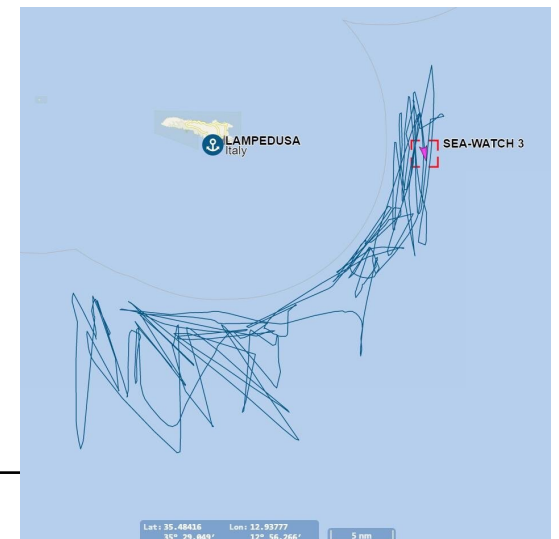 LAMPEDUSA
Italy
SEA-WATCH 3
Lat: 35.48416 Lon: 12.93777
35° 29.049' 12° 56.266'
5 nm